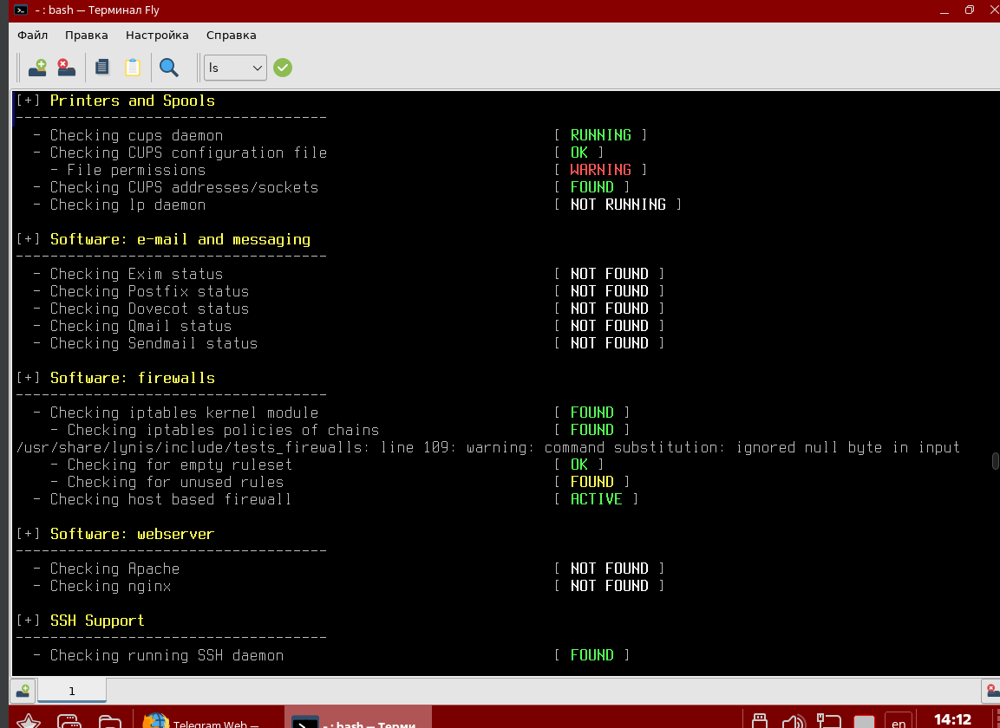 - : bash — Терминал Fly
Файл Правка Настройка Справка
ls
[+] Printers and Spools
------------------------------------
- Checking cups daemon [ RUNNING ]
- Checking CUPS configuration file [ OK ]
- File permissions [ WARNING ]
- Checking CUPS addresses/sockets [ FOUND ]
- Checking lp daemon [ NOT RUNNING ]
[+] Software: e-mail and messaging
------------------------------------
- Checking Exim status [ NOT FOUND ]
- Checking Postfix status [ NOT FOUND ]
- Checking Dovecot status [ NOT FOUND ]
- Checking Qmail status [ NOT FOUND ]
- Checking Sendmail status [ NOT FOUND ]
[+] Software: firewalls
------------------------------------
- Checking iptables kernel module [ FOUND ]
- Checking iptables policies of chains [ FOUND ]
/usr/share/lynis/include/tests_firewalls: line 109: warning: command substitution: ignored null byte in input
- Checking for empty ruleset [ OK ]
- Checking for unused rules [ FOUND ]
- Checking host based firewall [ ACTIVE ]
[+] Software: webserver
------------------------------------
- Checking Apache [ NOT FOUND ]
- Checking nginx [ NOT FOUND ]
[+] SSH Support
------------------------------------
- Checking running SSH daemon [ FOUND ]
1
Telegram Web — - : bash — Терми en 14:12